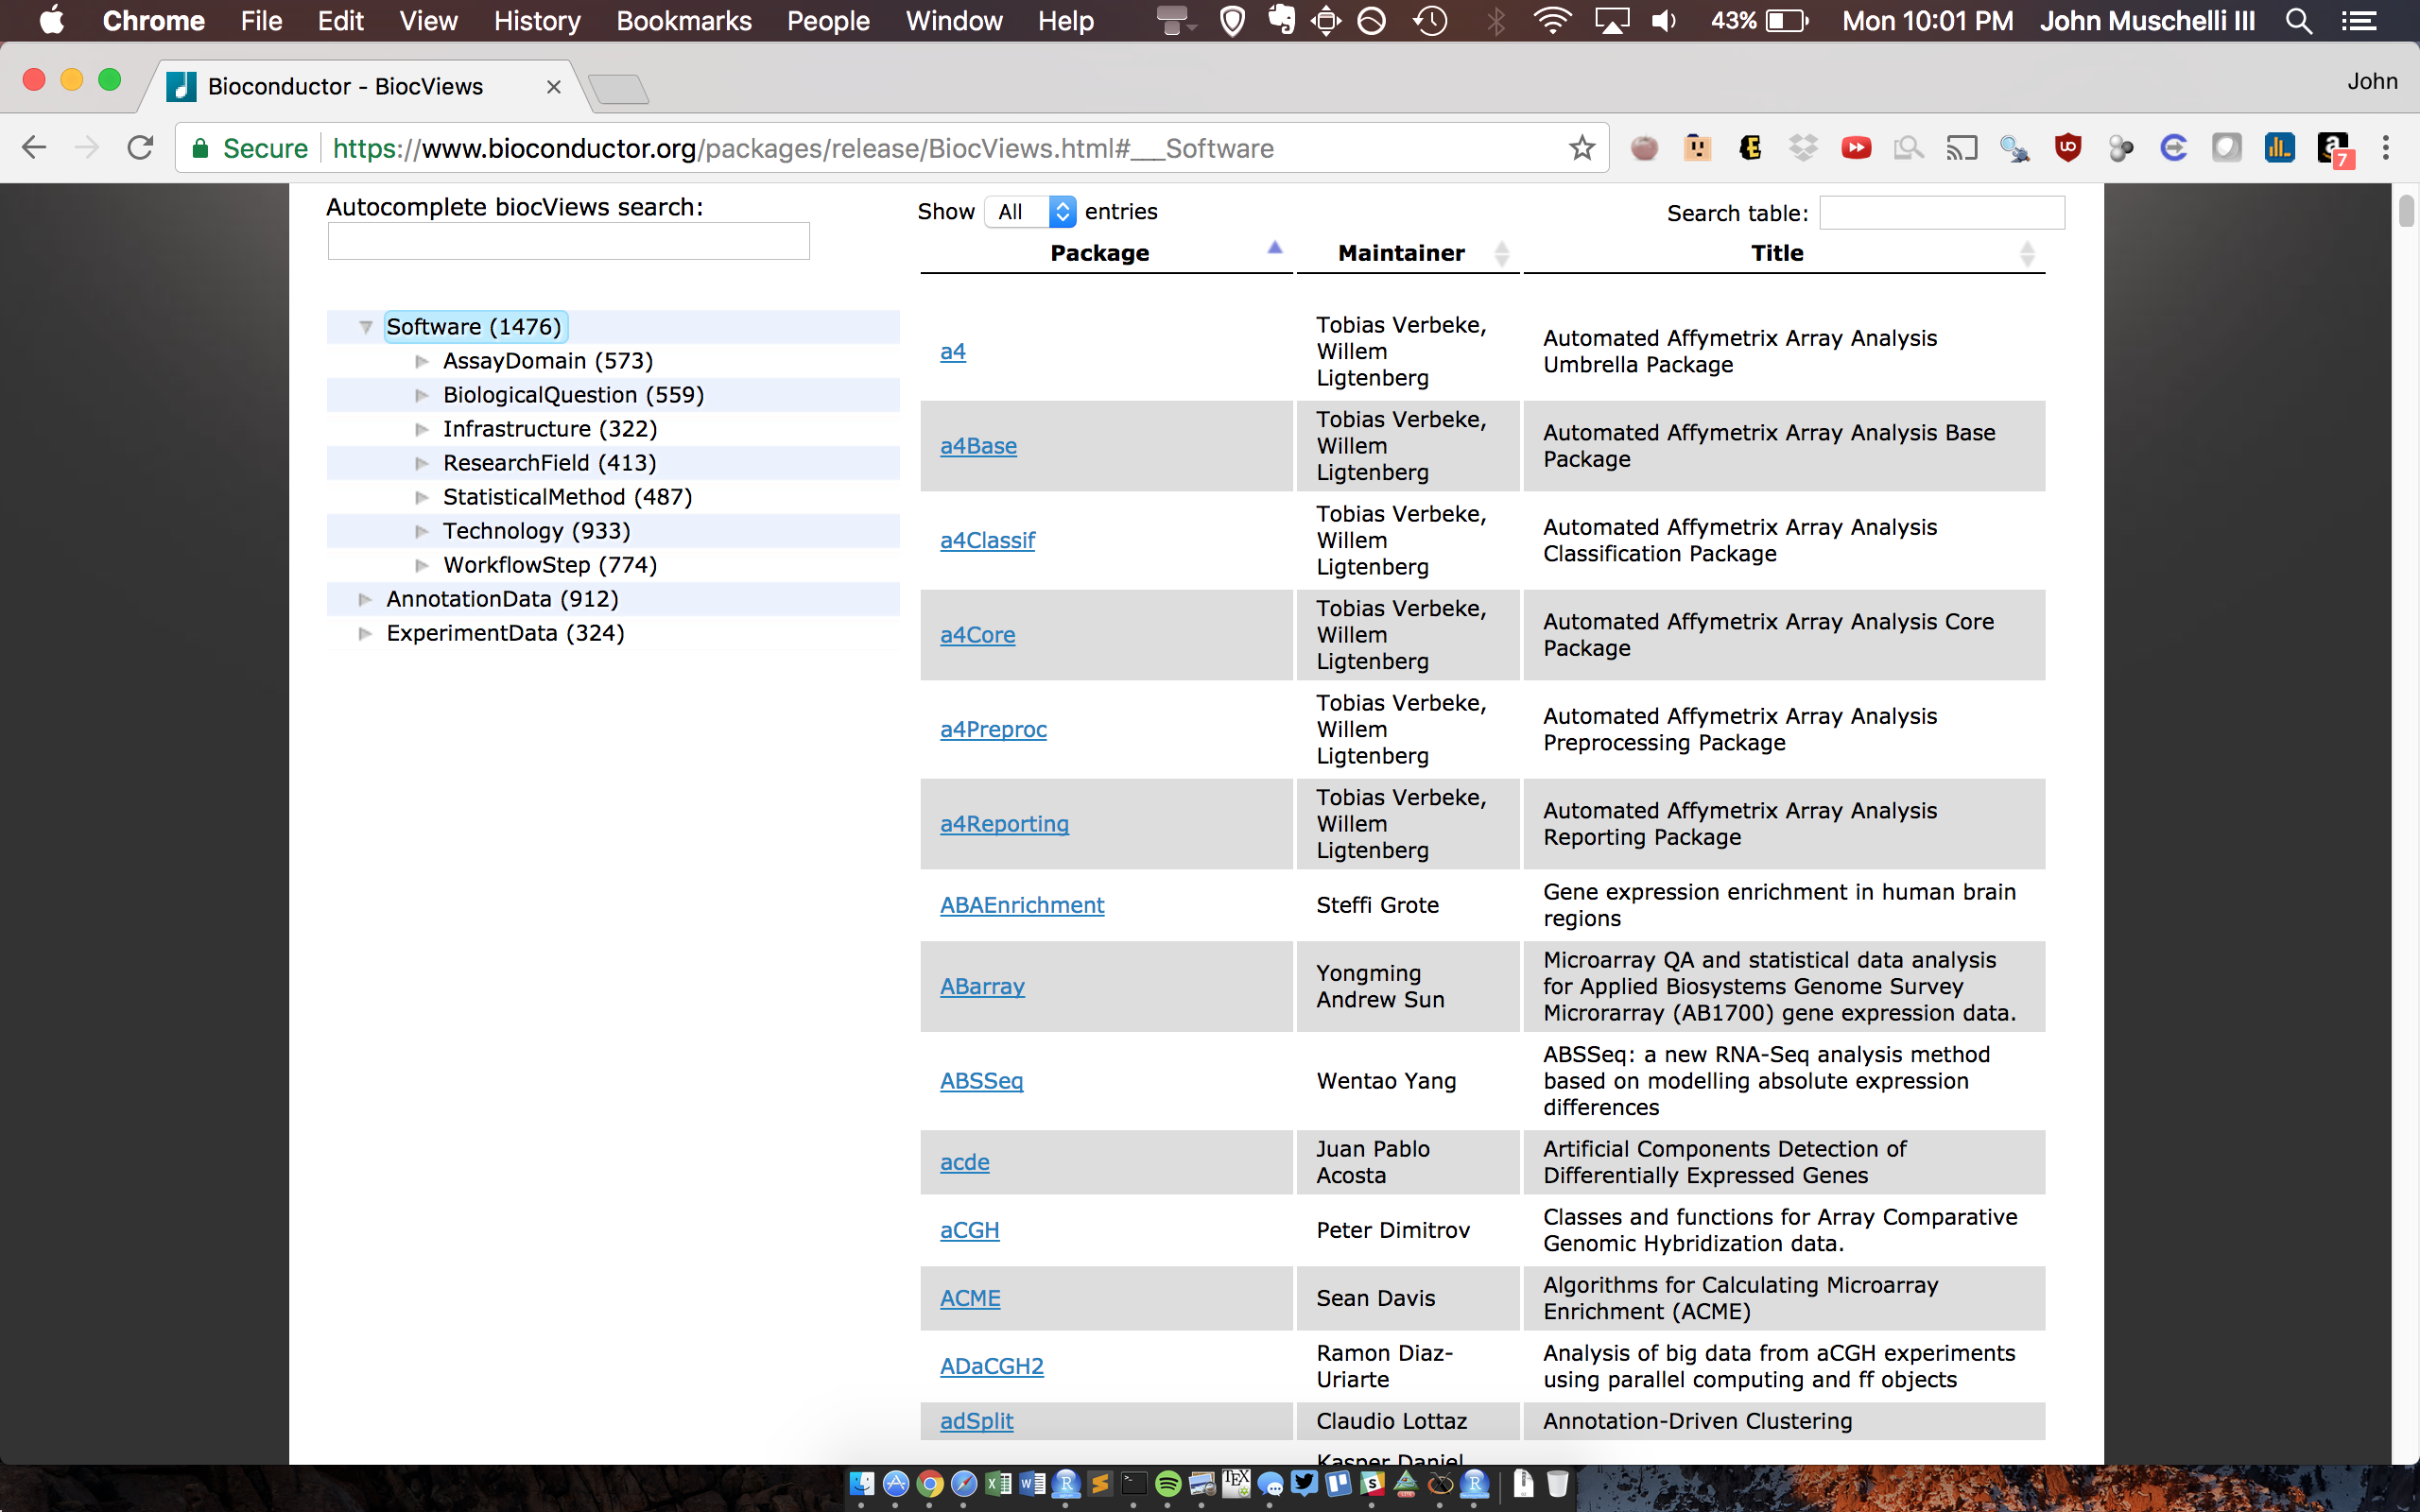 Chrome File Edit View History Bookmarks People Window Help 43% Mon 10:01 PM John Muschelli III
Bioconductor - BiocViews John
Secure https://www.bioconductor.org/packages/release/BiocViews.html#___Software
7
Autocomplete biocViews search:
Software (1476)
AssayDomain (573)
BiologicalQuestion (559)
Infrastructure (322)
ResearchField (413)
StatisticalMethod (487)
Technology (933)
WorkflowStep (774)
AnnotationData (912)
ExperimentData (324)
Show All entries Search table:
Package Maintainer Title
a4
Tobias Verbeke,
Willem
Ligtenberg
Automated Affymetrix Array Analysis
Umbrella Package
a4Base
Tobias Verbeke,
Willem
Ligtenberg
Automated Affymetrix Array Analysis Base
Package
a4Classif
Tobias Verbeke,
Willem
Ligtenberg
Automated Affymetrix Array Analysis
Classification Package
a4Core
Tobias Verbeke,
Willem
Ligtenberg
Automated Affymetrix Array Analysis Core
Package
a4Preproc
Tobias Verbeke,
Willem
Ligtenberg
Automated Affymetrix Array Analysis
Preprocessing Package
a4Reporting
Tobias Verbeke,
Willem
Ligtenberg
Automated Affymetrix Array Analysis
Reporting Package
ABAEnrichment
Steffi Grote
Gene expression enrichment in human brain
regions
ABarray
Yongming
Andrew Sun
Microarray QA and statistical data analysis
for Applied Biosystems Genome Survey
Microrarray (AB1700) gene expression data.
ABSSeq
Wentao Yang
ABSSeq: a new RNA-Seq analysis method
based on modelling absolute expression
differences
acde
Juan Pablo
Acosta
Artificial Components Detection of
Differentially Expressed Genes
aCGH
Peter Dimitrov
Classes and functions for Array Comparative
Genomic Hybridization data.
ACME
Sean Davis
Algorithms for Calculating Microarray
Enrichment (ACME)
ADaCGH2
Ramon Diaz-
Uriarte
Analysis of big data from aCGH experiments
using parallel computing and ff objects
adSplit
Claudio Lottaz
Annotation-Driven Clustering
Kasper Daniel